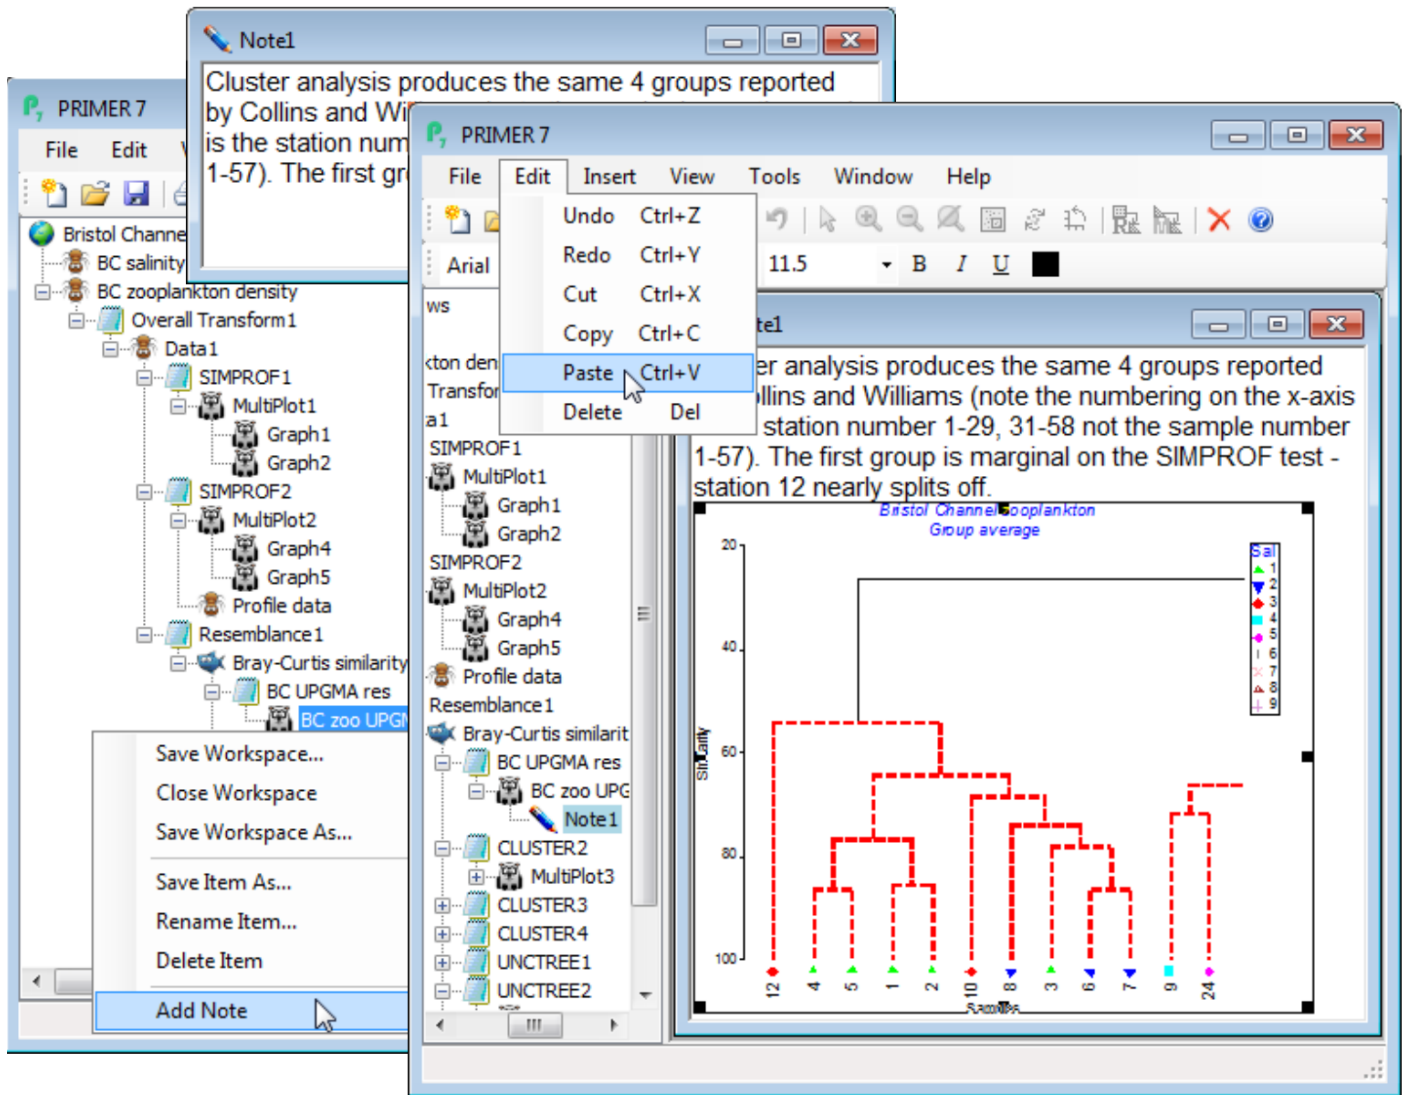 Note1
Cluster analysis produces the same 4 groups reported
by Collins and Wi
is the station num
1-57). The first gr
PRIMER 7
File Edit
Bristol Channe
BC salinity
BC zooplankton density
Overall Transform1
Data1
SIMPROF1
MultiPlot1
Graph1
Graph2
SIMPROF2
MultiPlot2
Graph4
Graph5
Profile data
Resemblance1
Bray-Curtis similarity
BC UPGMA res
BC zoo UPGM
Save Workspace...
Close Workspace
Save Workspace As...
Save Item As...
Rename Item...
Delete Item
Add Note
PRIMER 7
File Edit Insert View Tools Window Help
Undo Ctrl+Z
Redo Ctrl+Y
Cut Ctrl+X
Copy Ctrl+C
Paste Ctrl+V
Delete Del
Arial 11.5 B I U
ws
kton den
Transfor
a1
SIMPROF1
MultiPlot1
Graph1
Graph2
SIMPROF2
MultiPlot2
Graph4
Graph5
Profile data
Resemblance1
Bray-Curtis similarit
BC UPGMA res
BC zoo UPG
Note1
CLUSTER2
MultiPlot3
CLUSTER3
CLUSTER4
UNCTREE1
UNCTREE2
te1
er analysis produces the same 4 groups reported
llins and Williams (note the numbering on the x-axis
station number 1-29, 31-58 not the sample number
1-57). The first group is marginal on the SIMPROF test -
station 12 nearly splits off.
Bristol Channel zooplankton
Group average
Sal
1
2
3
4
5
6
7
8
9
20
40
60
80
100
Similarity
12 4 5 1 2 10 8 3 6 7 9 24
Samples